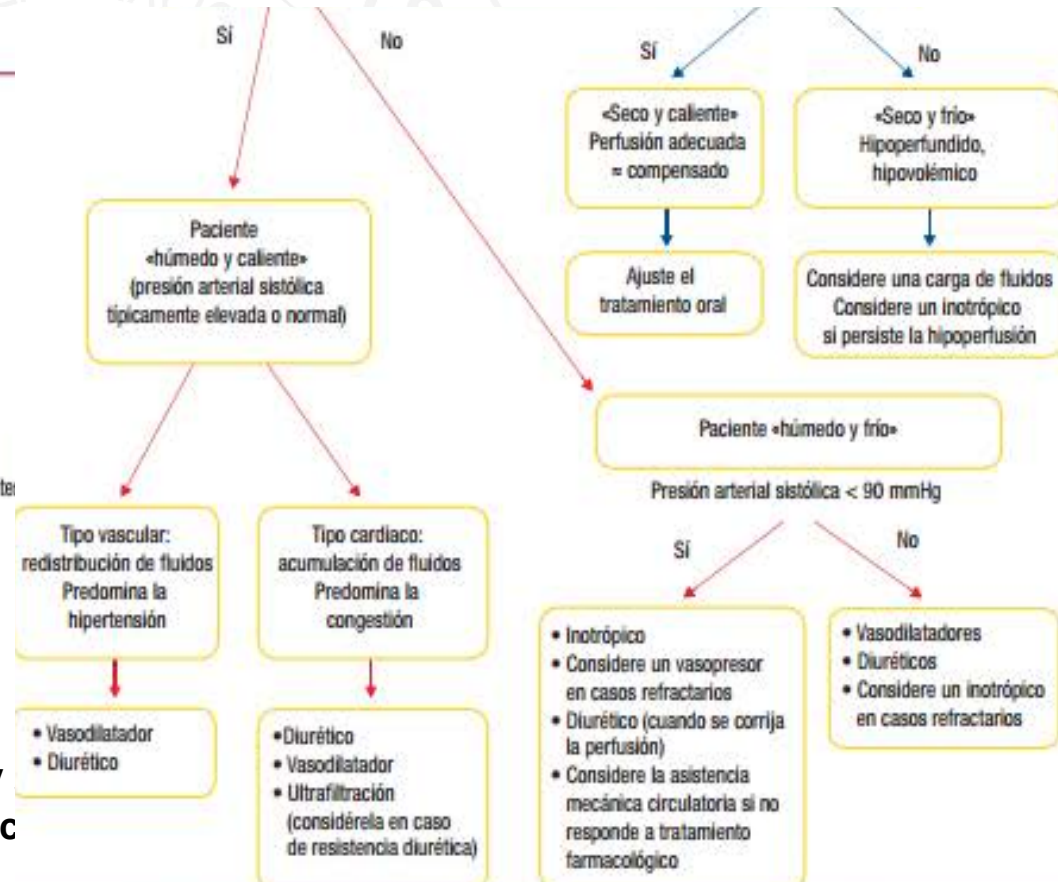 Sí
No
Sí
No
«Seco y caliente»
Perfusión adecuada
≈ compensado
«Seco y frío»
Hipoperfundido,
hipovolémico
Ajuste el
tratamiento oral
Considere una carga de fluidos
Considere un inotrópico
si persiste la hipoperfusión
Paciente
«húmedo y caliente»
(presión arterial sistólica
típicamente elevada o normal)
Paciente «húmedo y frío»
Presión arterial sistólica < 90 mmHg
Sí
No
Tipo vascular:
redistribución de fluidos
Predomina la
hipertensión
Tipo cardiaco:
acumulación de fluidos
Predomina la
congestión
• Vasodilatador
• Diurético
•Diurético
• Vasodilatador
• Ultrafiltración
(considérela en caso
de resistencia diurética)
• Inotrópico
• Considere un vasopresor
en casos refractarios
• Diurético (cuando se corrija
la perfusión)
• Considere la asistencia
mecánica circulatoria si no
responde a tratamiento
farmacológico
• Vasodilatadores
• Diuréticos
• Considere un inotrópico
en casos refractarios